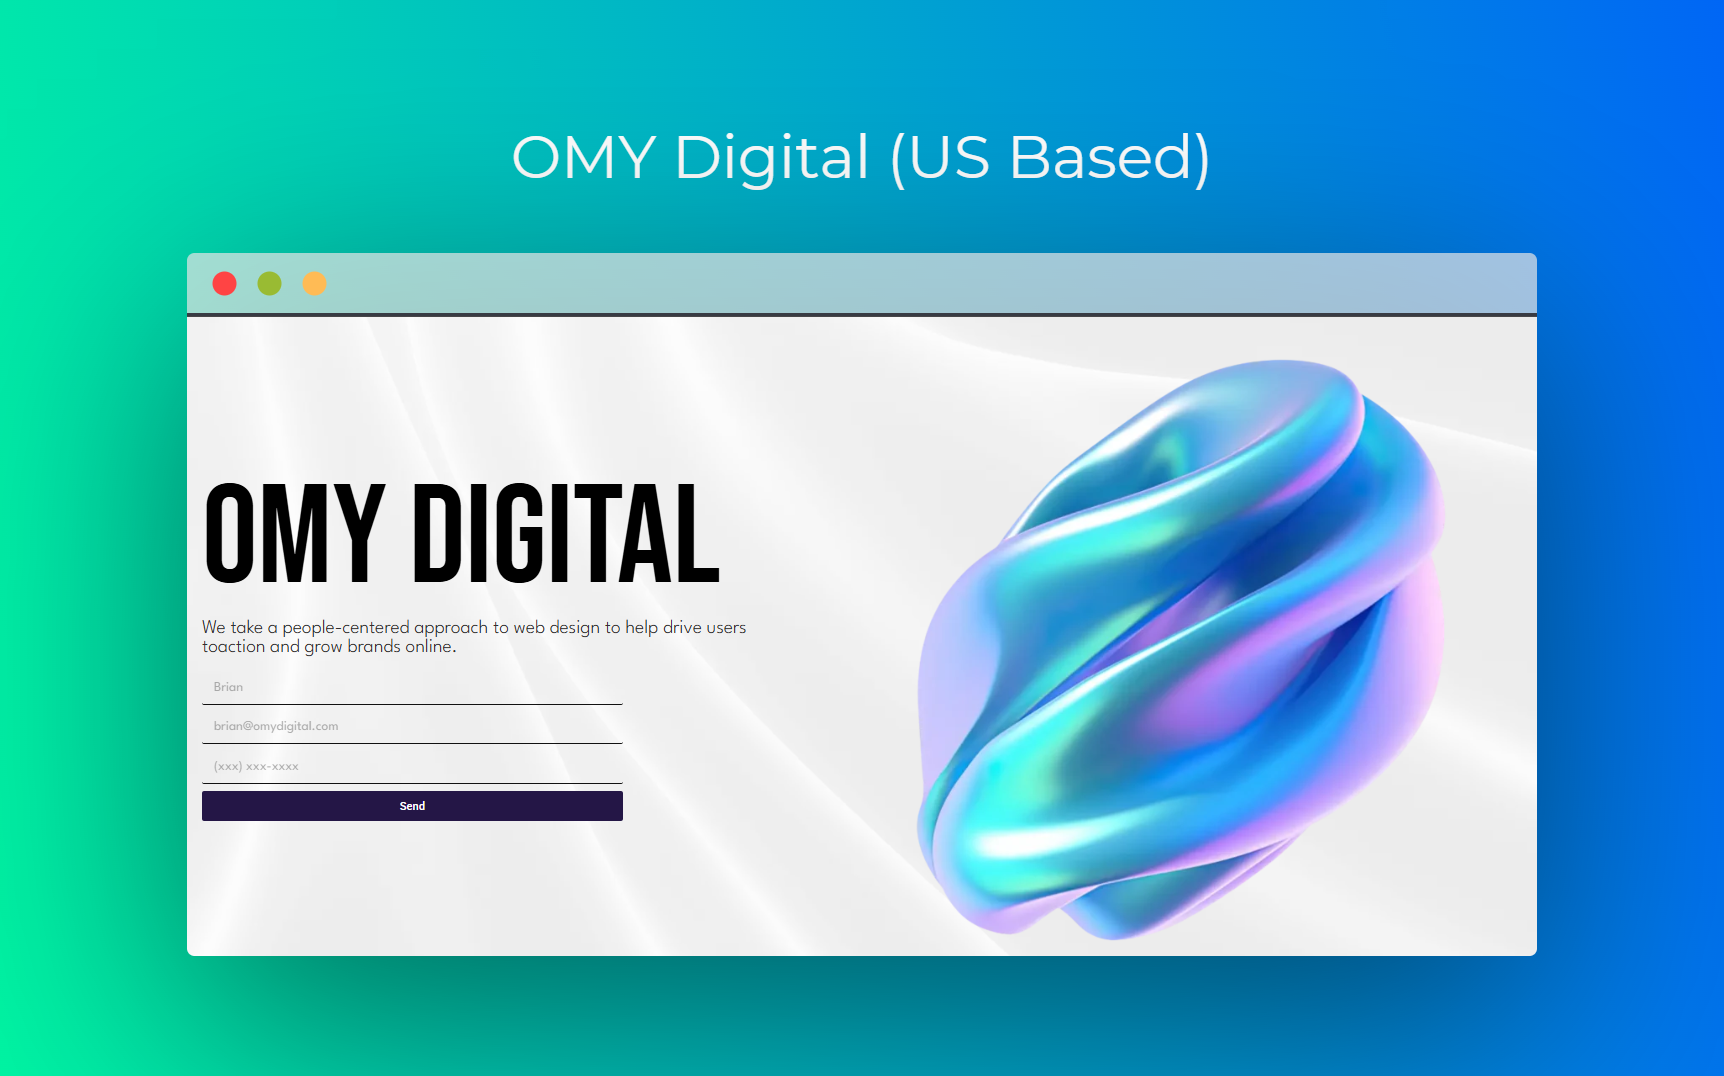 OMY Digital (US Based)
OMY DIGITAL
We take a people-centered approach to web design to help drive users
toaction and grow brands online.
Brian
brian@omydigital.com
(xxx) xxx-xxxx
Send